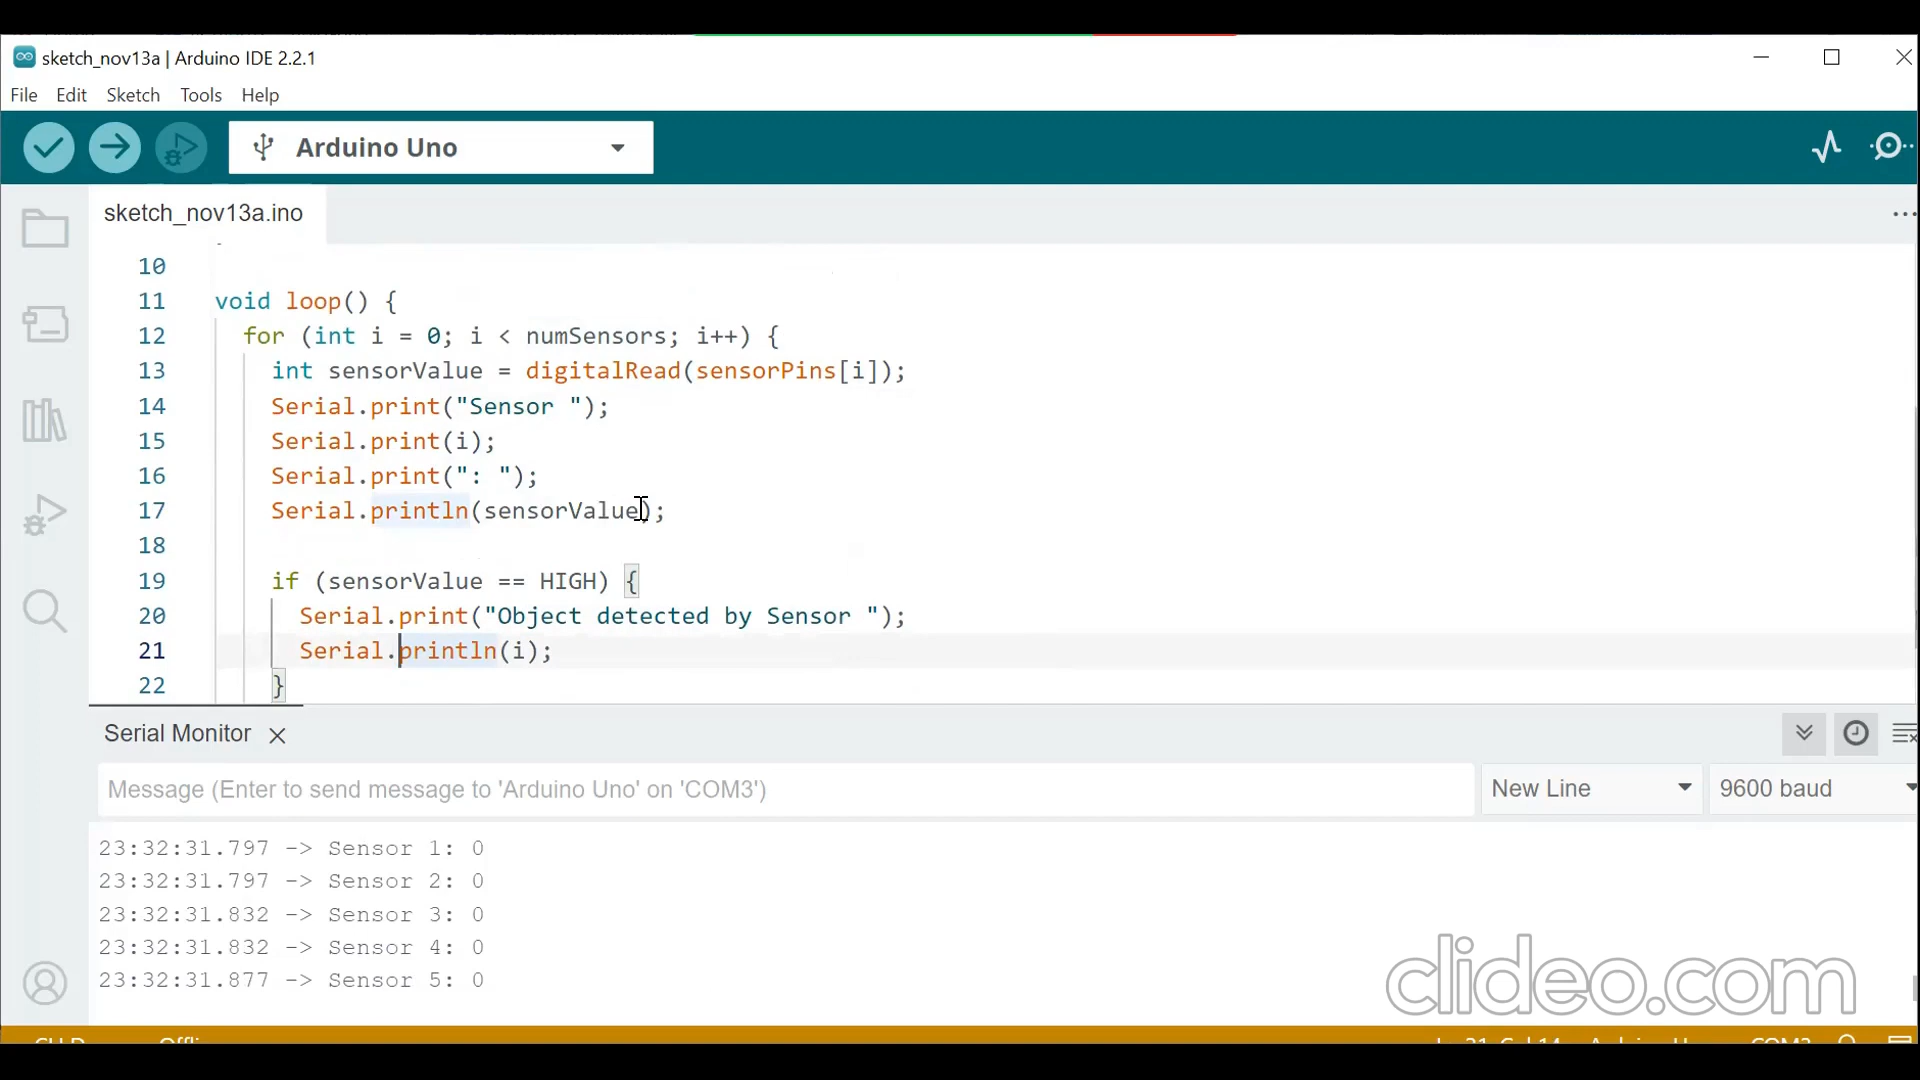 sketch_nov13a | Arduino IDE 2.2.1
File Edit Sketch Tools Help
Arduino Uno
sketch_nov13a.ino
10
11 void loop() {
12 for (int i = 0; i < numSensors; i++) {
13 int sensorValue = digitalRead(sensorPins[i]);
14 Serial.print("Sensor ");
15 Serial.print(i);
16 Serial.print(": ");
17 Serial.println(sensorValue);
18
19 if (sensorValue == HIGH) {
20 Serial.print("Object detected by Sensor ");
21 Serial.println(i);
22 }
Serial Monitor
Message (Enter to send message to 'Arduino Uno' on 'COM3')
New Line
9600 baud
23:32:31.797 -> Sensor 1: 0
23:32:31.797 -> Sensor 2: 0
23:32:31.832 -> Sensor 3: 0
23:32:31.832 -> Sensor 4: 0
23:32:31.877 -> Sensor 5: 0
clideo.com